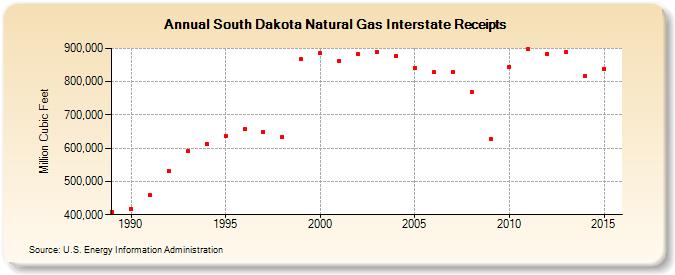 Annual South Dakota Natural Gas Interstate Receipts
Million Cubic Feet
900,000
800,000
700,000
600,000
500,000
400,000
1990 1995 2000 2005 2010 2015
Source: U.S. Energy Information Administration